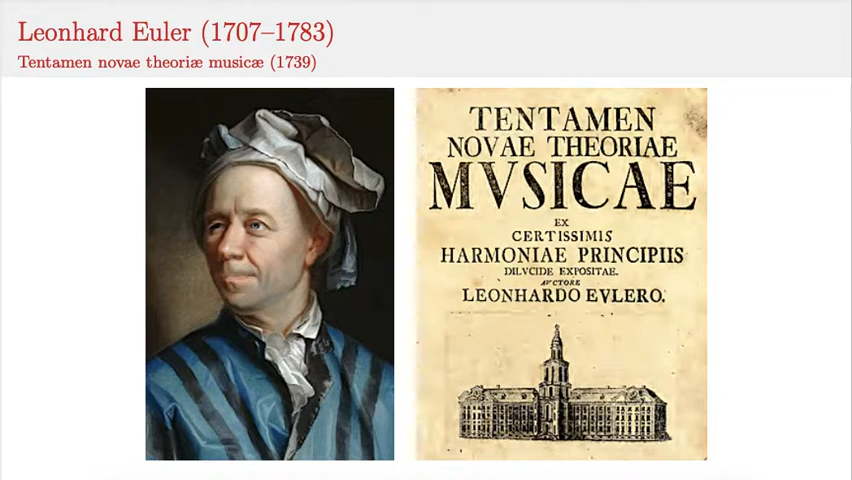 Leonhard Euler (1707–1783)
Tentamen novae theoriæ musicæ (1739)
TENTAMEN
NOVAE THEORIAE
MVSICAE
EX
CERTISSIMIS
HARMONIAE PRINCIPIIS
DILVCIDE EXPOSITAE.
AVCTORE
LEONHARDO EVLERO.